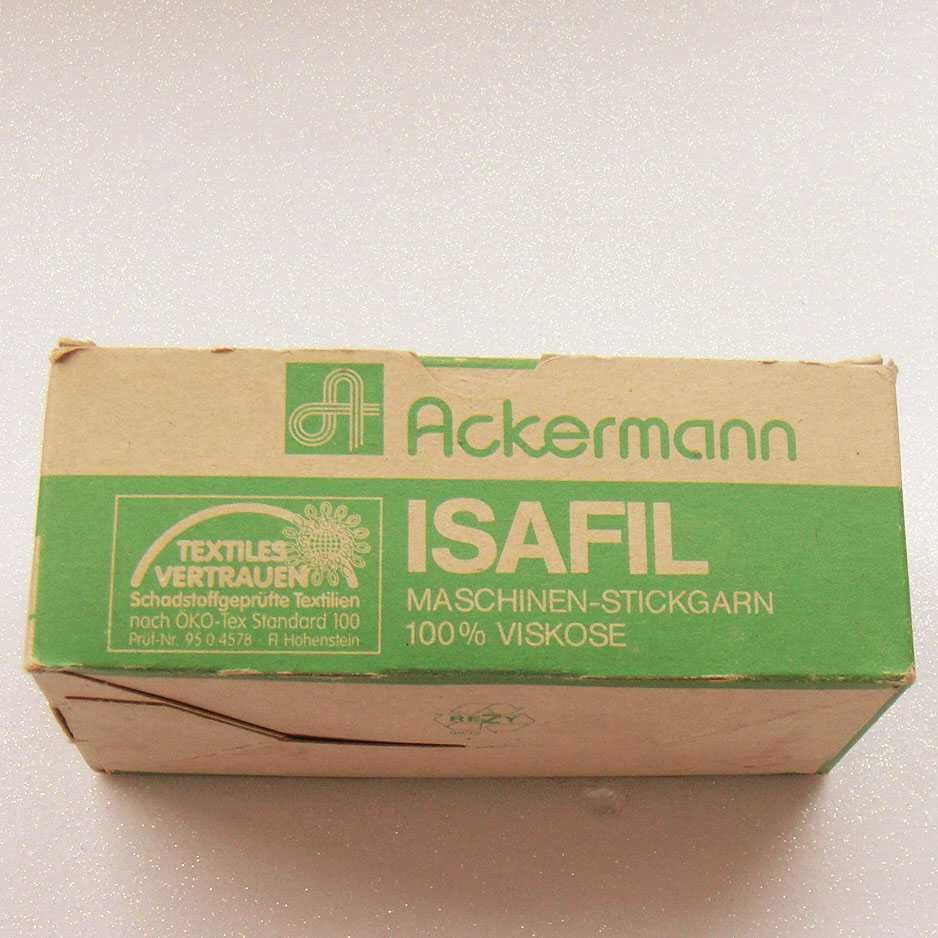 Ackermann
ISAFIL
MASCHINEN-STICKGARN
100% VISKOSE
TEXTILES
VERTRAUEN
Schadstoffgeprüfte Textilien
nach ÖKO-Tex Standard 100
Prüf-Nr. 95 0 4578 · FI Hohenstein
REZY